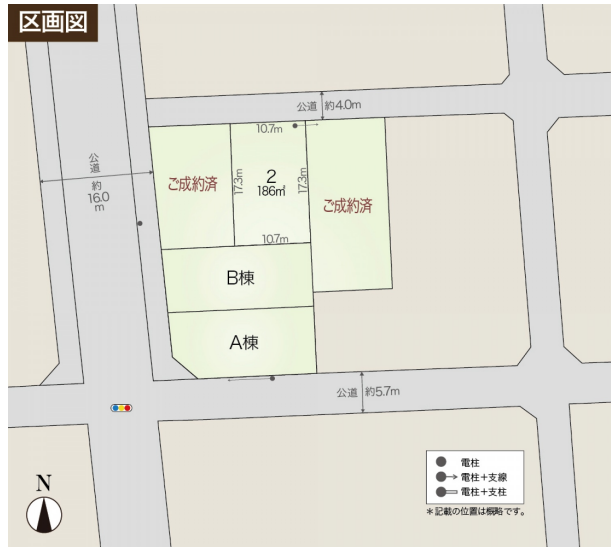 区画図
公道 約4.0m
10.7m
公道
約
16.0
m
ご成約済
17.3m
2
186㎡
17.3m
ご成約済
10.7m
B棟
A棟
公道 約5.7m
N
電柱
電柱+支線
電柱+支柱
＊記載の位置は概略です。